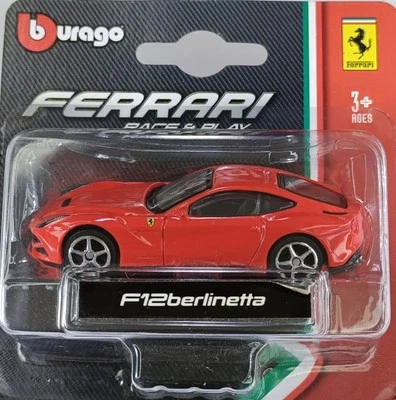 Burago
FERRARI
RACE & PLAY
Ferrari
3+
AGES
F12berlinetta